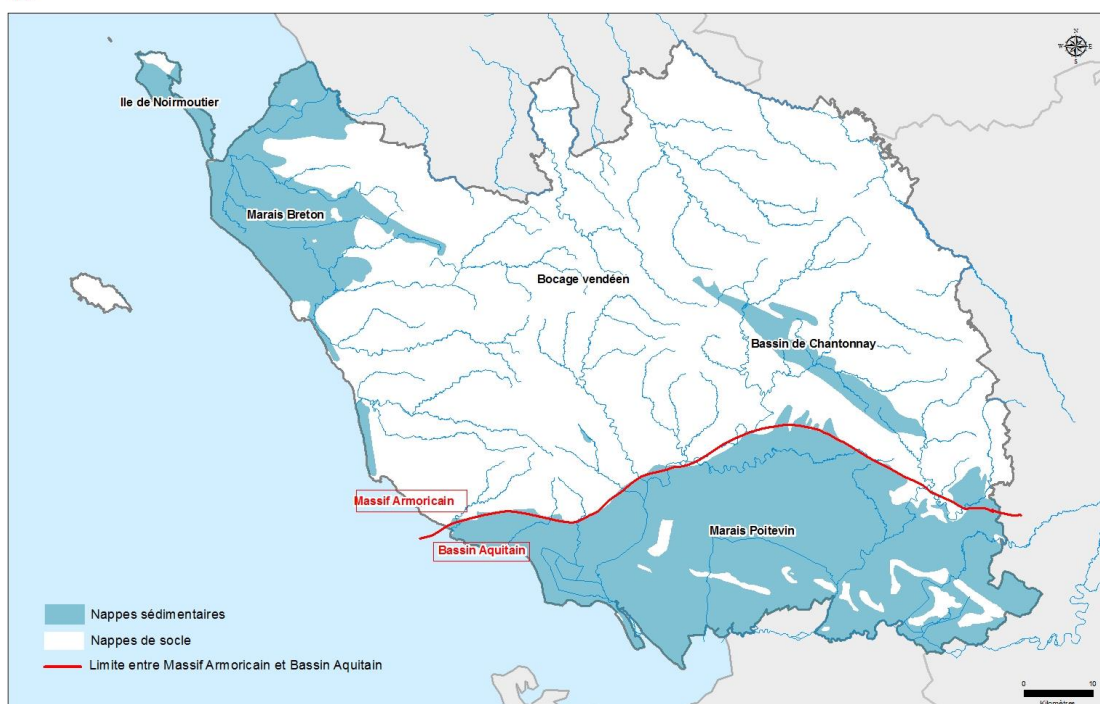 N
W E
S
Ile de Noirmoutier
Marais Breton
Bocage vendéen
Bassin de Chantonnay
Massif Armoricain
Marais Poitevin
Bassin Aquitain
Nappes sédimentaires
Nappes de socle
Limite entre Massif Armoricain et Bassin Aquitain
0 10
Kilomètres